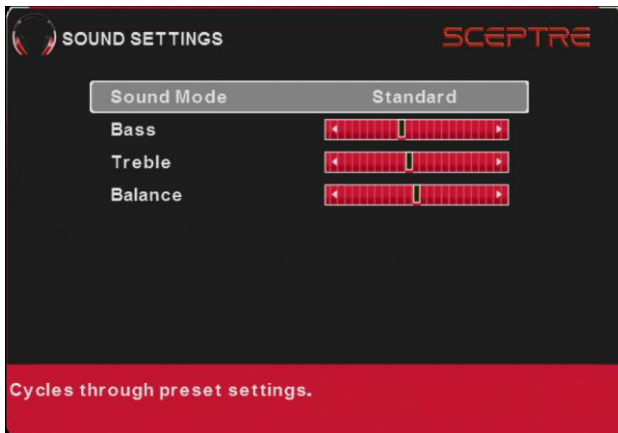 SOUND SETTINGS
SCEPTRE
Sound Mode Standard
Bass
Treble
Balance
Cycles through preset settings.